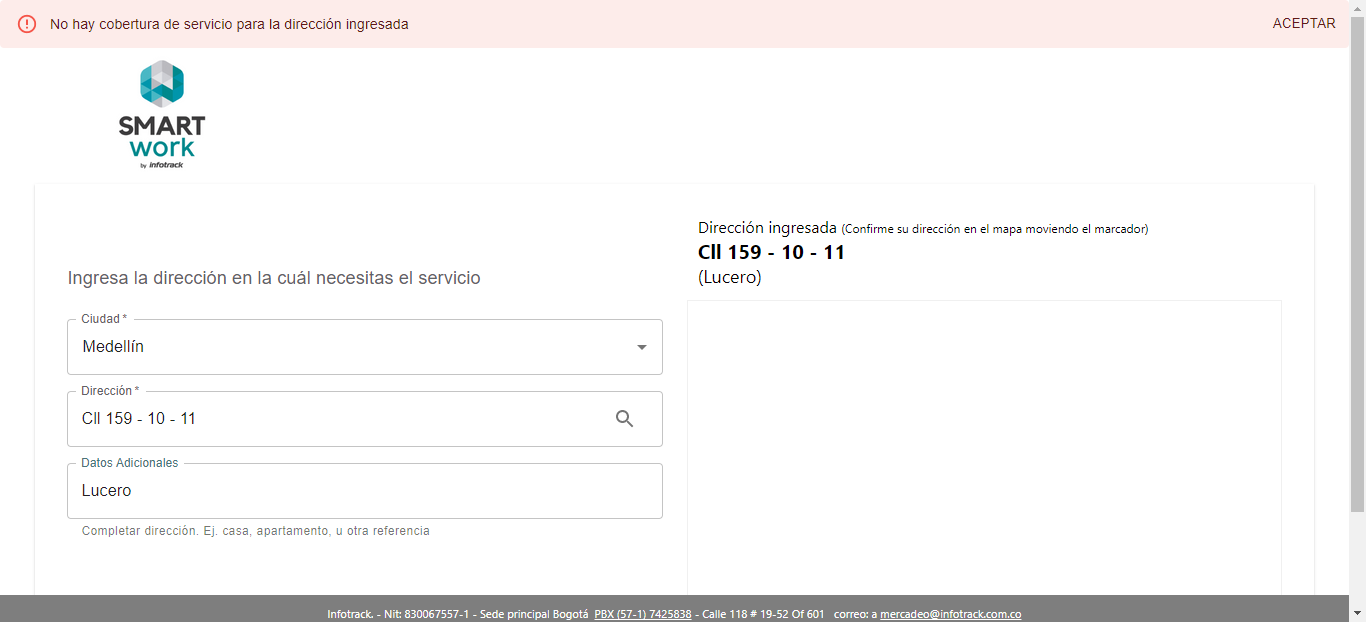 No hay cobertura de servicio para la dirección ingresada
ACEPTAR
SMART
work
by infotrack
Dirección ingresada (Confirme su dirección en el mapa moviendo el marcador)
Cll 159 - 10 - 11
(Lucero)
Ingresa la dirección en la cuál necesitas el servicio
Ciudad *
Medellín
Dirección *
Cll 159 - 10 - 11
Datos Adicionales
Lucero
Completar dirección. Ej. casa, apartamento, u otra referencia
Infotrack. - Nit: 830067557-1 - Sede principal Bogotá PBX (57-1) 7425838 - Calle 118 # 19-52 Of 601 correo: a mercadeo@infotrack.com.co